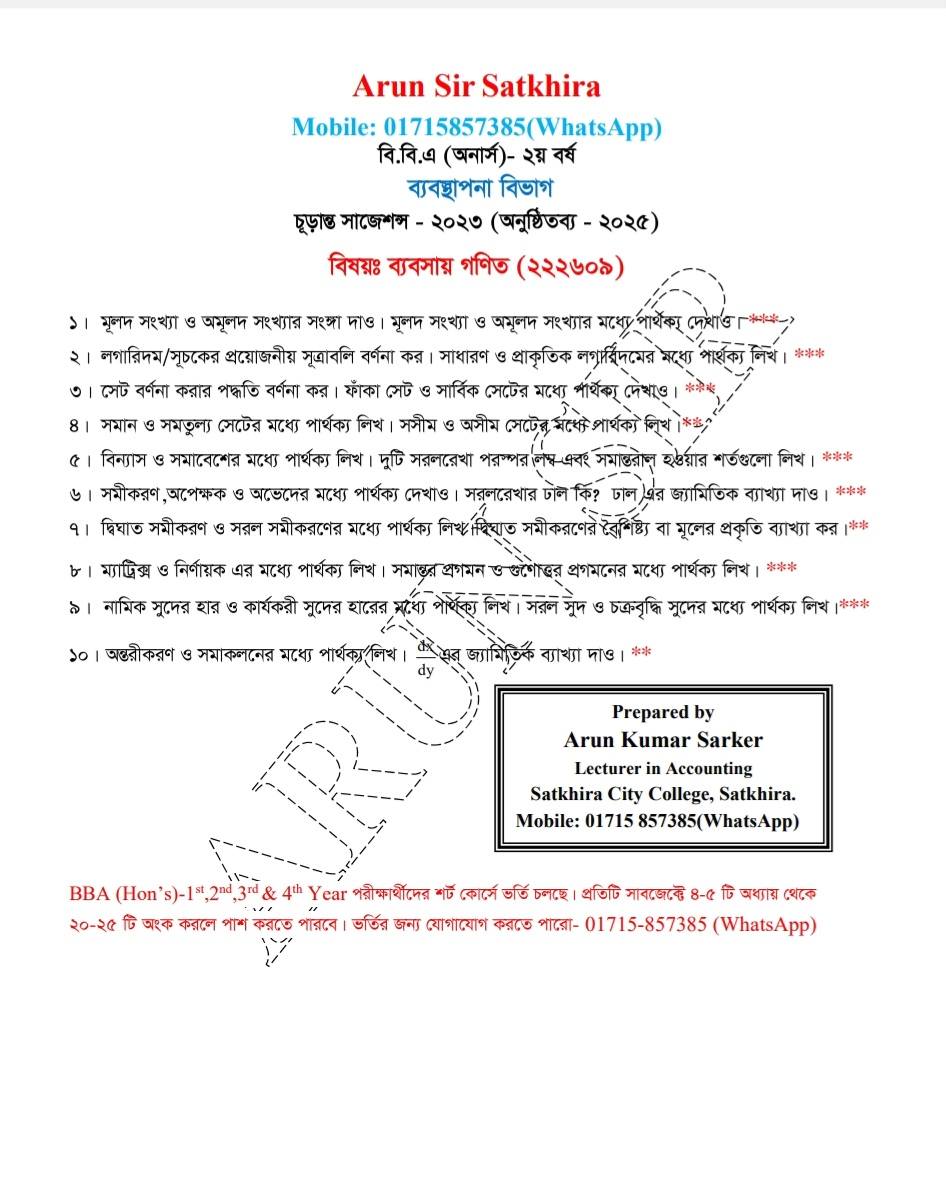 Arun Sir Satkhira
Mobile: 01715857385(WhatsApp)
বি.বি.এ (অনার্স)- ২য় বর্ষ
ব্যবস্থাপনা বিভাগ
চূড়ান্ত সাজেশন্স - ২০২৩ (অনুষ্ঠিতব্য - ২০২৫)
বিষয়ঃ ব্যবসায় গণিত (২২২৬০৯)
১। মূলদ সংখ্যা ও অমূলদ সংখ্যার সংঙ্গা দাও। মূলদ সংখ্যা ও অমূলদ সংখ্যার মধ্যে পার্থক্য দেখাও। ***
২। লগারিদম/সূচকের প্রয়োজনীয় সূত্রাবলি বর্ণনা কর। সাধারণ ও প্রাকৃতিক লগারিদমের মধ্যে পার্থক্য লিখ। ***
৩। সেট বর্ণনা করার পদ্ধতি বর্ণনা কর। ফাঁকা সেট ও সার্বিক সেটের মধ্যে পার্থক্য দেখাও। ***
৪। সমান ও সমতুল্য সেটের মধ্যে পার্থক্য লিখ। সসীম ও অসীম সেটের মধ্যে পার্থক্য লিখ।**
৫। বিন্যাস ও সমাবেশের মধ্যে পার্থক্য লিখ। দুটি সরলরেখা পরস্পর লম্ব এবং সমান্তরাল হওয়ার শর্তগুলো লিখ। ***
৬। সমীকরণ,অপেক্ষক ও অভেদের মধ্যে পার্থক্য দেখাও। সরলরেখার ঢাল কি? ঢাল এর জ্যামিতিক ব্যাখ্যা দাও। ***
৭। দ্বিঘাত সমীকরণ ও সরল সমীকরণের মধ্যে পার্থক্য লিখ। দ্বিঘাত সমীকরণের বৈশিষ্ট্য বা মূলের প্রকৃতি ব্যাখ্যা কর।**
৮। ম্যাট্রিক্স ও নির্ণায়ক এর মধ্যে পার্থক্য লিখ। সমান্তর প্রগমন ও গুণোত্তর প্রগমনের মধ্যে পার্থক্য লিখ। ***
৯। নামিক সুদের হার ও কার্যকরী সুদের হারের মধ্যে পার্থক্য লিখ। সরল সুদ ও চক্রবৃদ্ধি সুদের মধ্যে পার্থক্য লিখ।***
১০। অন্তরীকরণ ও সমাকলনের মধ্যে পার্থক্য লিখ। dx/dy এর জ্যামিতিক ব্যাখ্যা দাও। **
Prepared by
Arun Kumar Sarker
Lecturer in Accounting
Satkhira City College, Satkhira.
Mobile: 01715 857385(WhatsApp)
BBA (Hon’s)-1st,2nd,3rd & 4th Year পরীক্ষার্থীদের শর্ট কোর্সে ভর্তি চলছে। প্রতিটি সাবজেক্টে ৪-৫ টি অধ্যায় থেকে
২০-২৫ টি অংক করলে পাশ করতে পারবে। ভর্তির জন্য যোগাযোগ করতে পারো- 01715-857385 (WhatsApp)
ARUN SIR